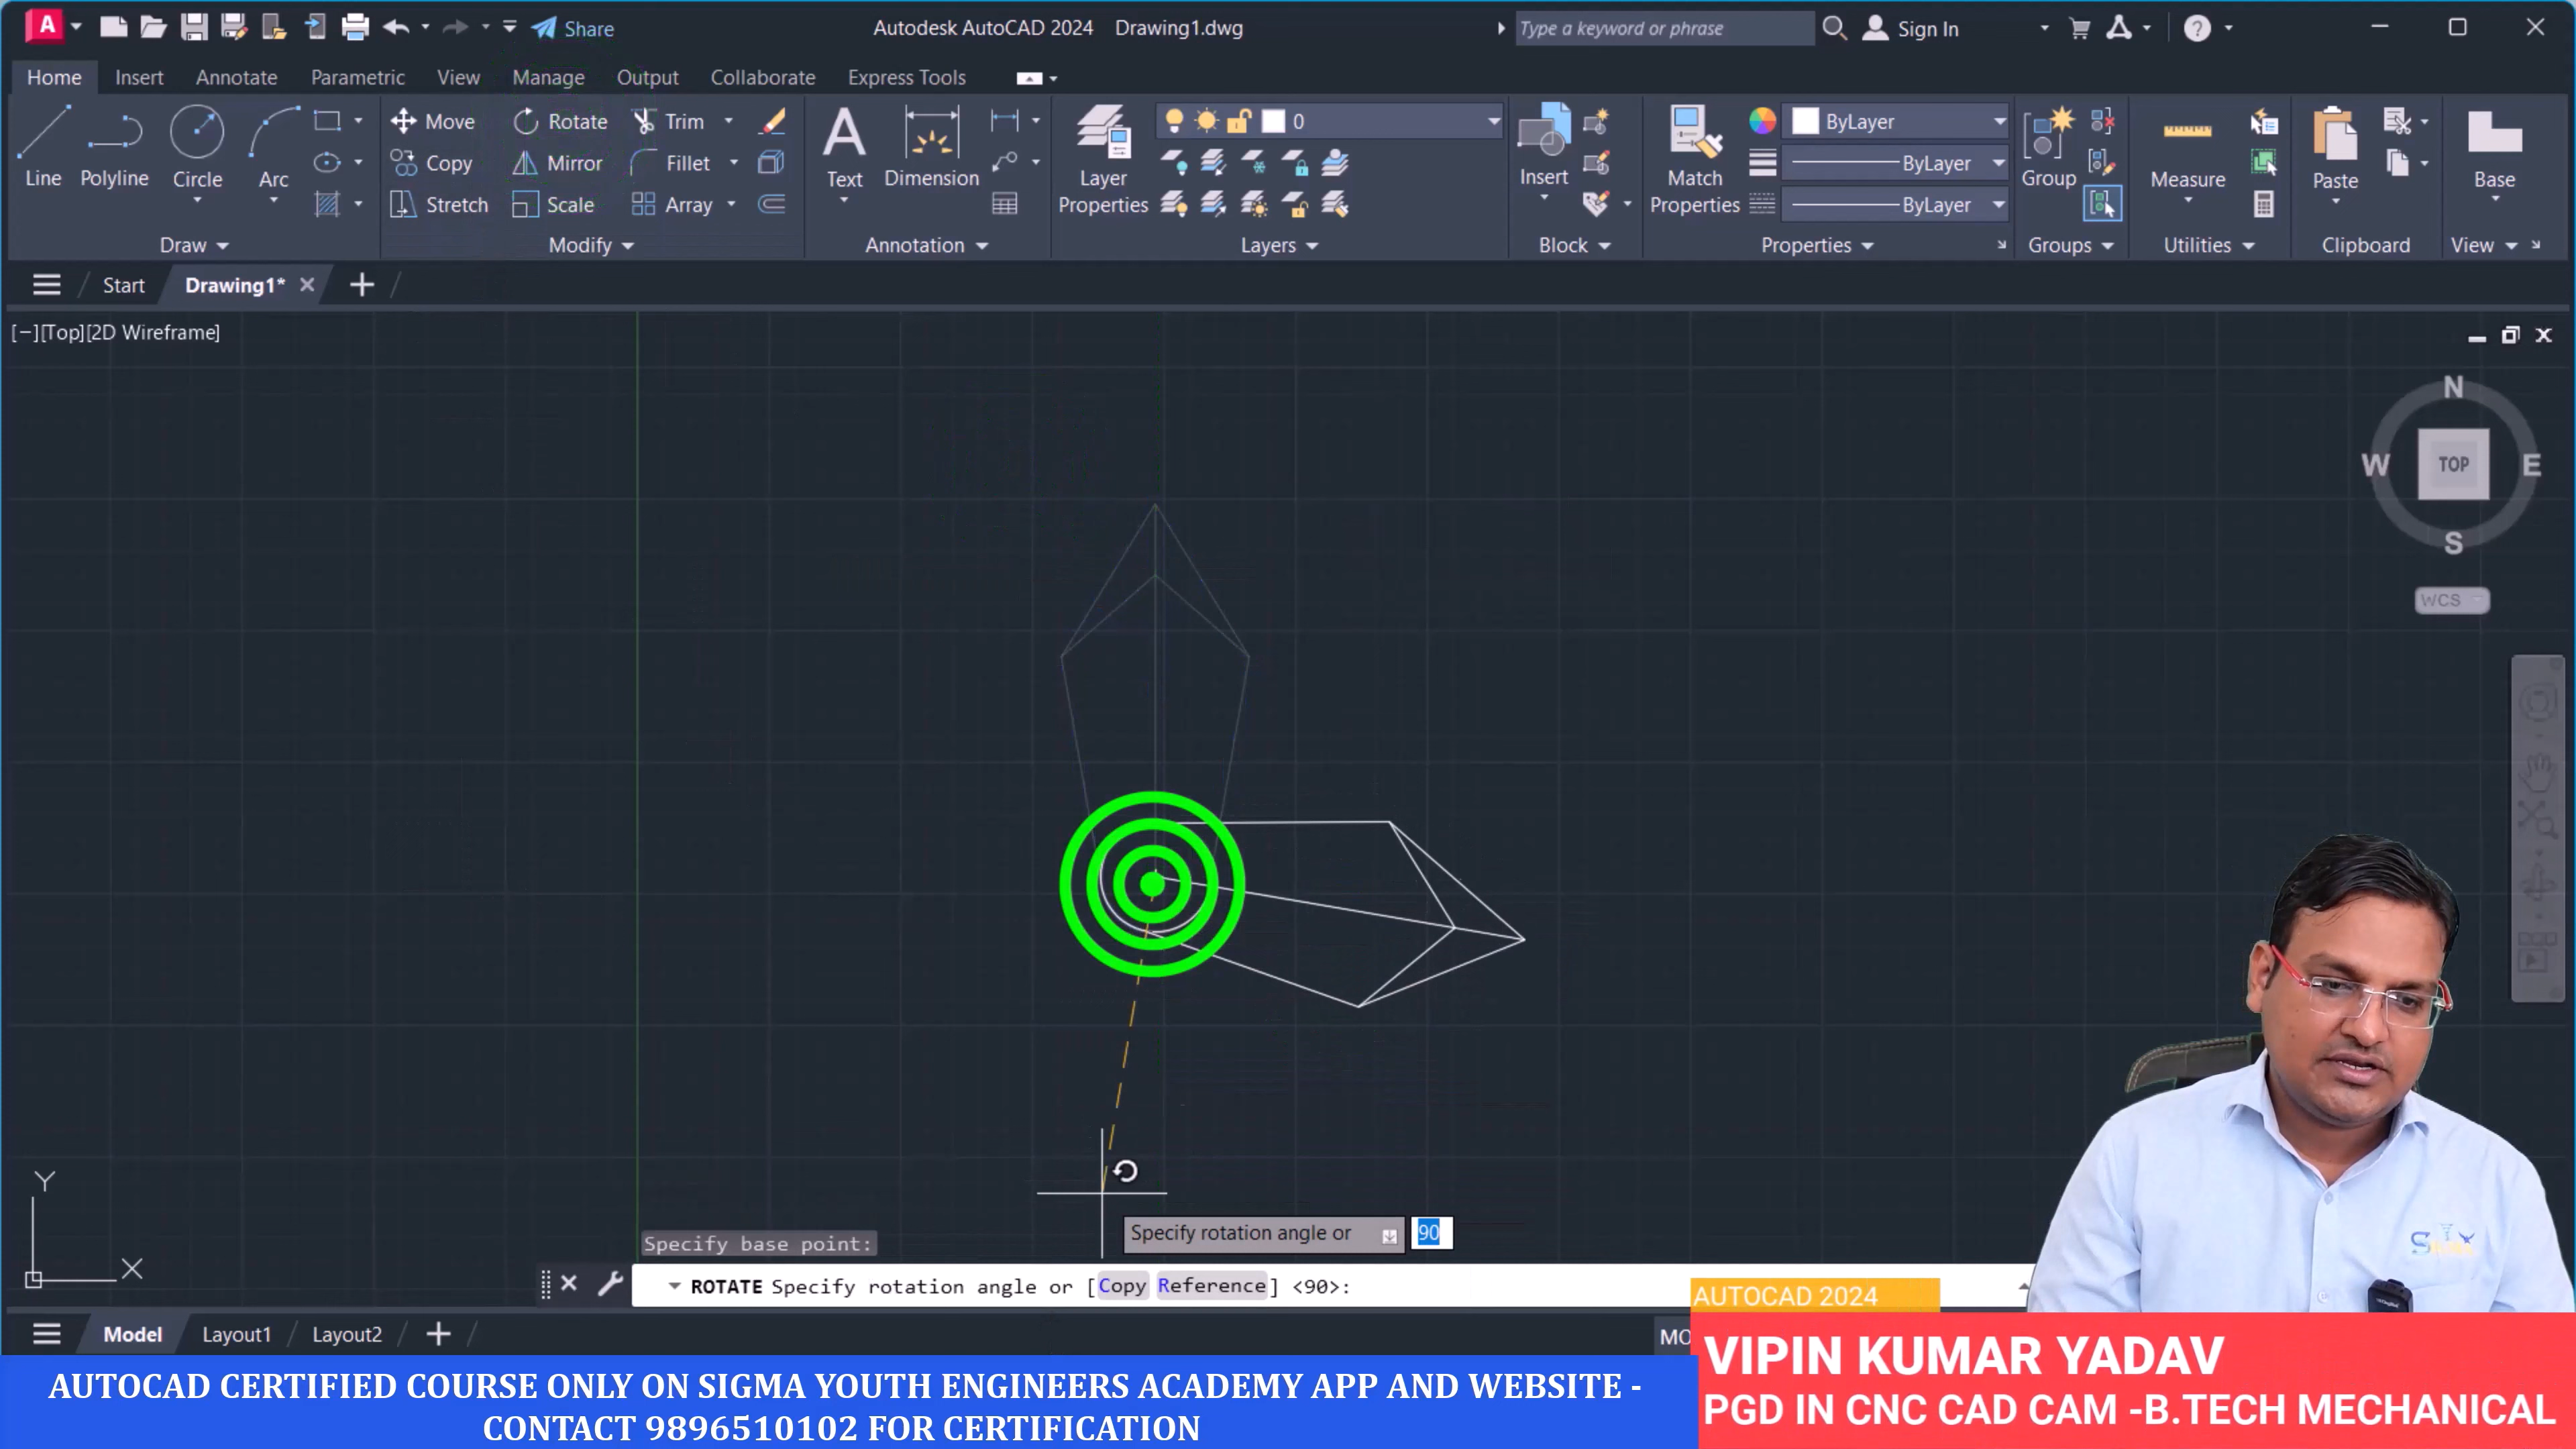 A
Share
Autodesk AutoCAD 2024 Drawing1.dwg
Type a keyword or phrase
Sign In
Home Insert Annotate Parametric View Manage Output Collaborate Express Tools
Line Polyline Circle Arc
Move Rotate Trim
Copy Mirror Fillet
Stretch Scale Array
Text Dimension
Layer Properties
0
Insert
Match Properties
ByLayer
ByLayer
ByLayer
Group
Measure
Paste
Base
Draw Modify Annotation Layers Block Properties Groups Utilities Clipboard View
Start Drawing1*
[−][Top][2D Wireframe]
N
W TOP E
S
WCS
Y
X
Specify rotation angle or 90
Specify base point:
ROTATE Specify rotation angle or [Copy Reference] <90>:
Model Layout1 Layout2
AUTOCAD 2024
VIPIN KUMAR YADAV
PGD IN CNC CAD CAM -B.TECH MECHANICAL
AUTOCAD CERTIFIED COURSE ONLY ON SIGMA YOUTH ENGINEERS ACADEMY APP AND WEBSITE -
CONTACT 9896510102 FOR CERTIFICATION